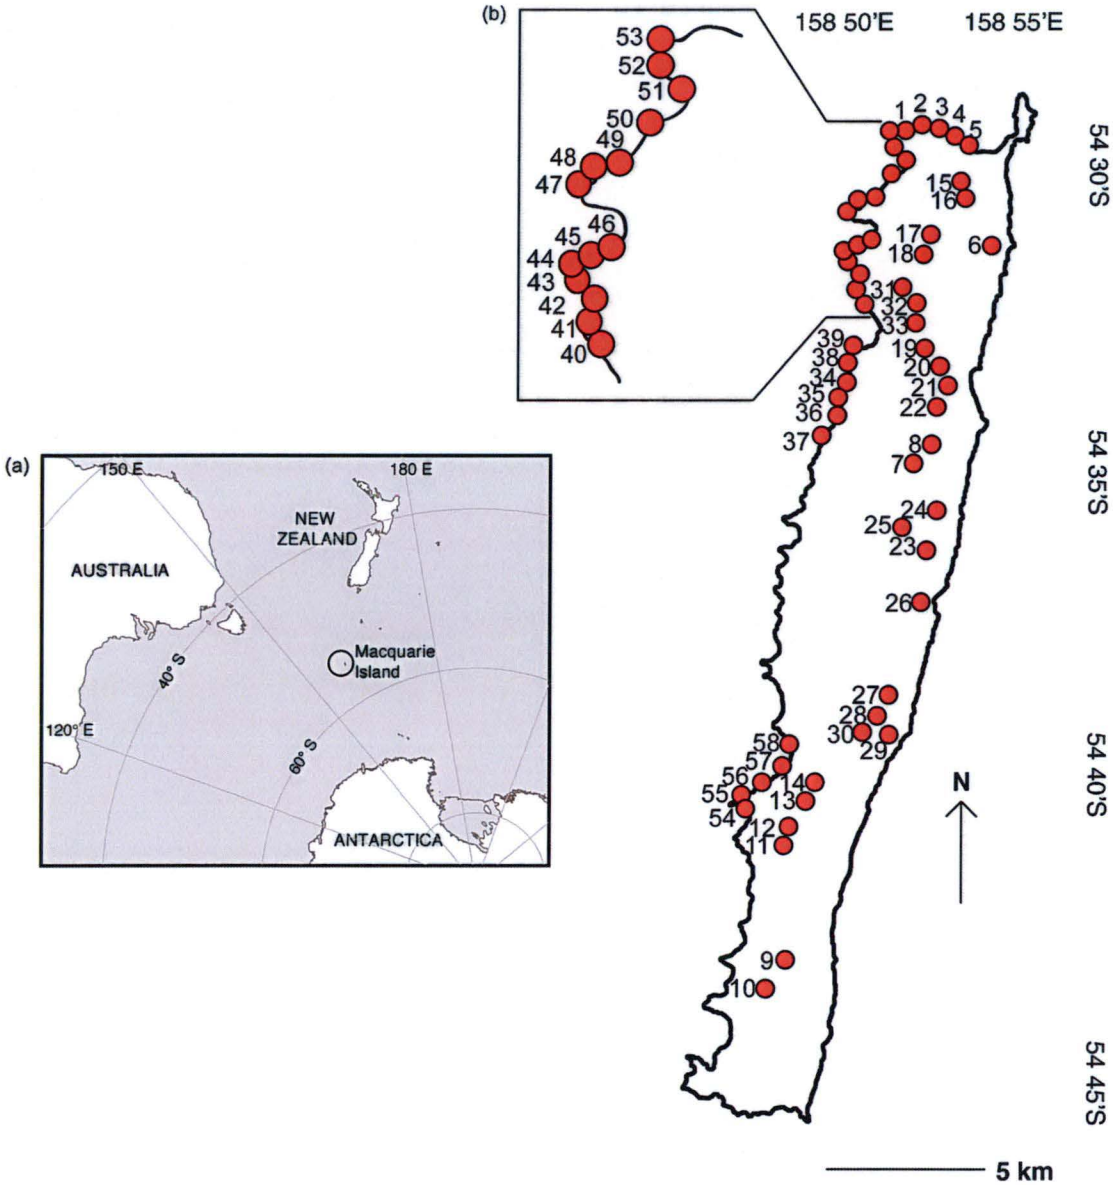 (b)
158 50'E
158 55'E
53
52
51
50
49
48
47
46
45
44
43
42
41
40
1
2
3
4
5
54 30'S
15
16
17
18
6
31
32
33
39
38
34
35
36
37
19
20
21
22
8
7
54 35'S
24
25
23
26
(a)
150 E
180 E
NEW
ZEALAND
AUSTRALIA
Macquarie
Island
40° S
120° E
60° S
ANTARCTICA
27
28
30
29
58
57
56
55
54
14
13
12
11
54 40'S
N
9
10
54 45'S
5 km